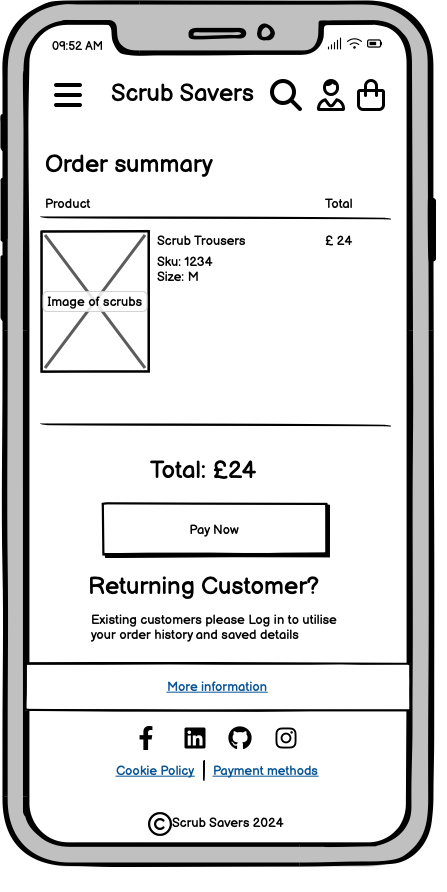 09:52 AM
Scrub Savers
Order summary
Product Total
Scrub Trousers £ 24
Sku: 1234
Size: M
Image of scrubs
Total: £24
Pay Now
Returning Customer?
Existing customers please Log in to utilise
your order history and saved details
More information
Cookie Policy Payment methods
©Scrub Savers 2024